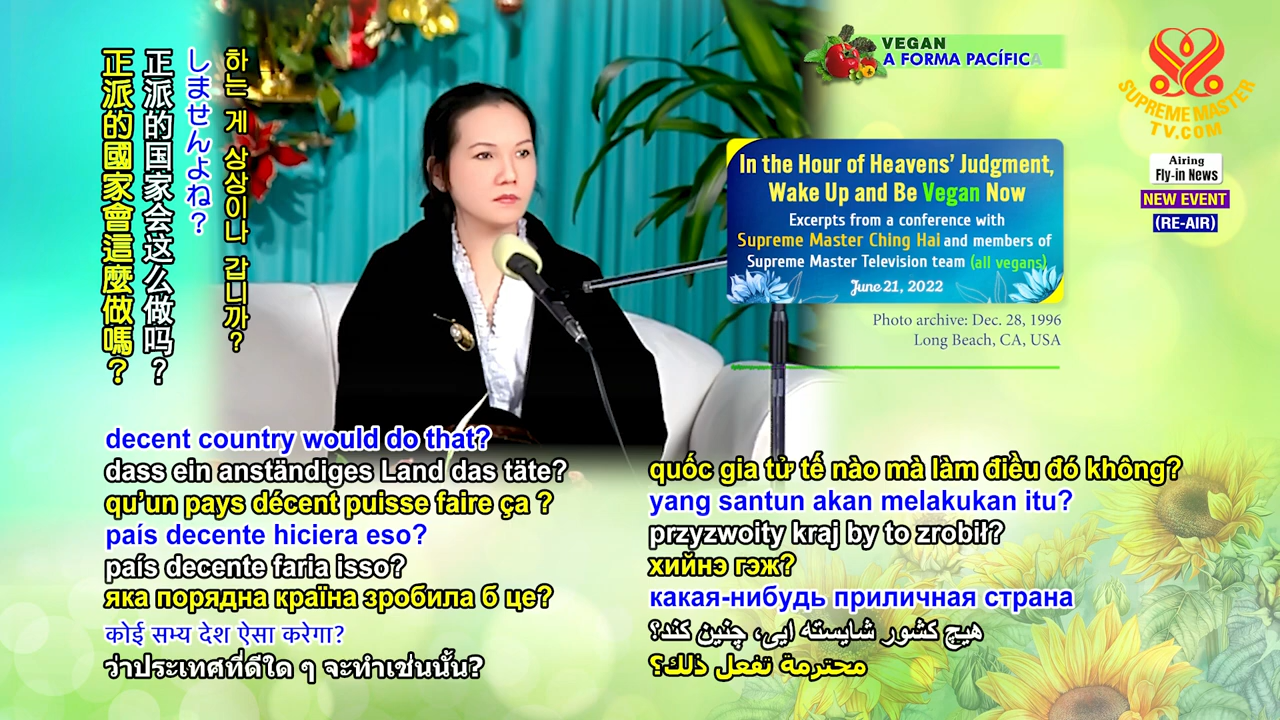 하는 게 상상이나 갑니까?
しませんよね?
正派的国家会这么做吗?
正派的國家會這麼做嗎?
VEGAN
A FORMA PACÍFICA
SUPREME MASTER
TV.COM
Airing
Fly-in News
NEW EVENT
(RE-AIR)
In the Hour of Heavens' Judgment,
Wake Up and Be Vegan Now
Excerpts from a conference with
Supreme Master Ching Hai and members of
Supreme Master Television team (all vegans)
June 21, 2022
Photo archive: Dec. 28, 1996
Long Beach, CA, USA
decent country would do that?
dass ein anständiges Land das täte?
qu'un pays décent puisse faire ça ?
país decente hiciera eso?
país decente faria isso?
яка порядна країна зробила б це?
कोई सभ्य देश ऐसा करेगा?
ว่าประเทศที่ดีใด ๆ จะทำเช่นนั้น?
quốc gia tử tế nào mà làm điều đó không?
yang santun akan melakukan itu?
przyzwoity kraj by to zrobił?
хийнэ гэж?
какая-нибудь приличная страна
هیچ کشور شایسته ایی، چنین کند؟
محترمة تفعل ذلك؟